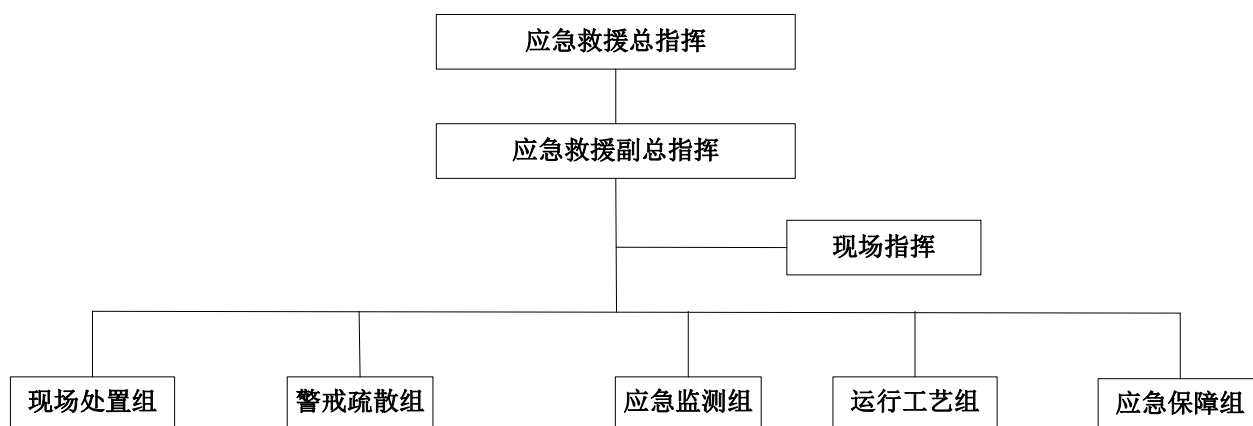 应急救援总指挥
应急救援副总指挥
现场指挥
现场处置组
警戒疏散组
应急监测组
运行工艺组
应急保障组